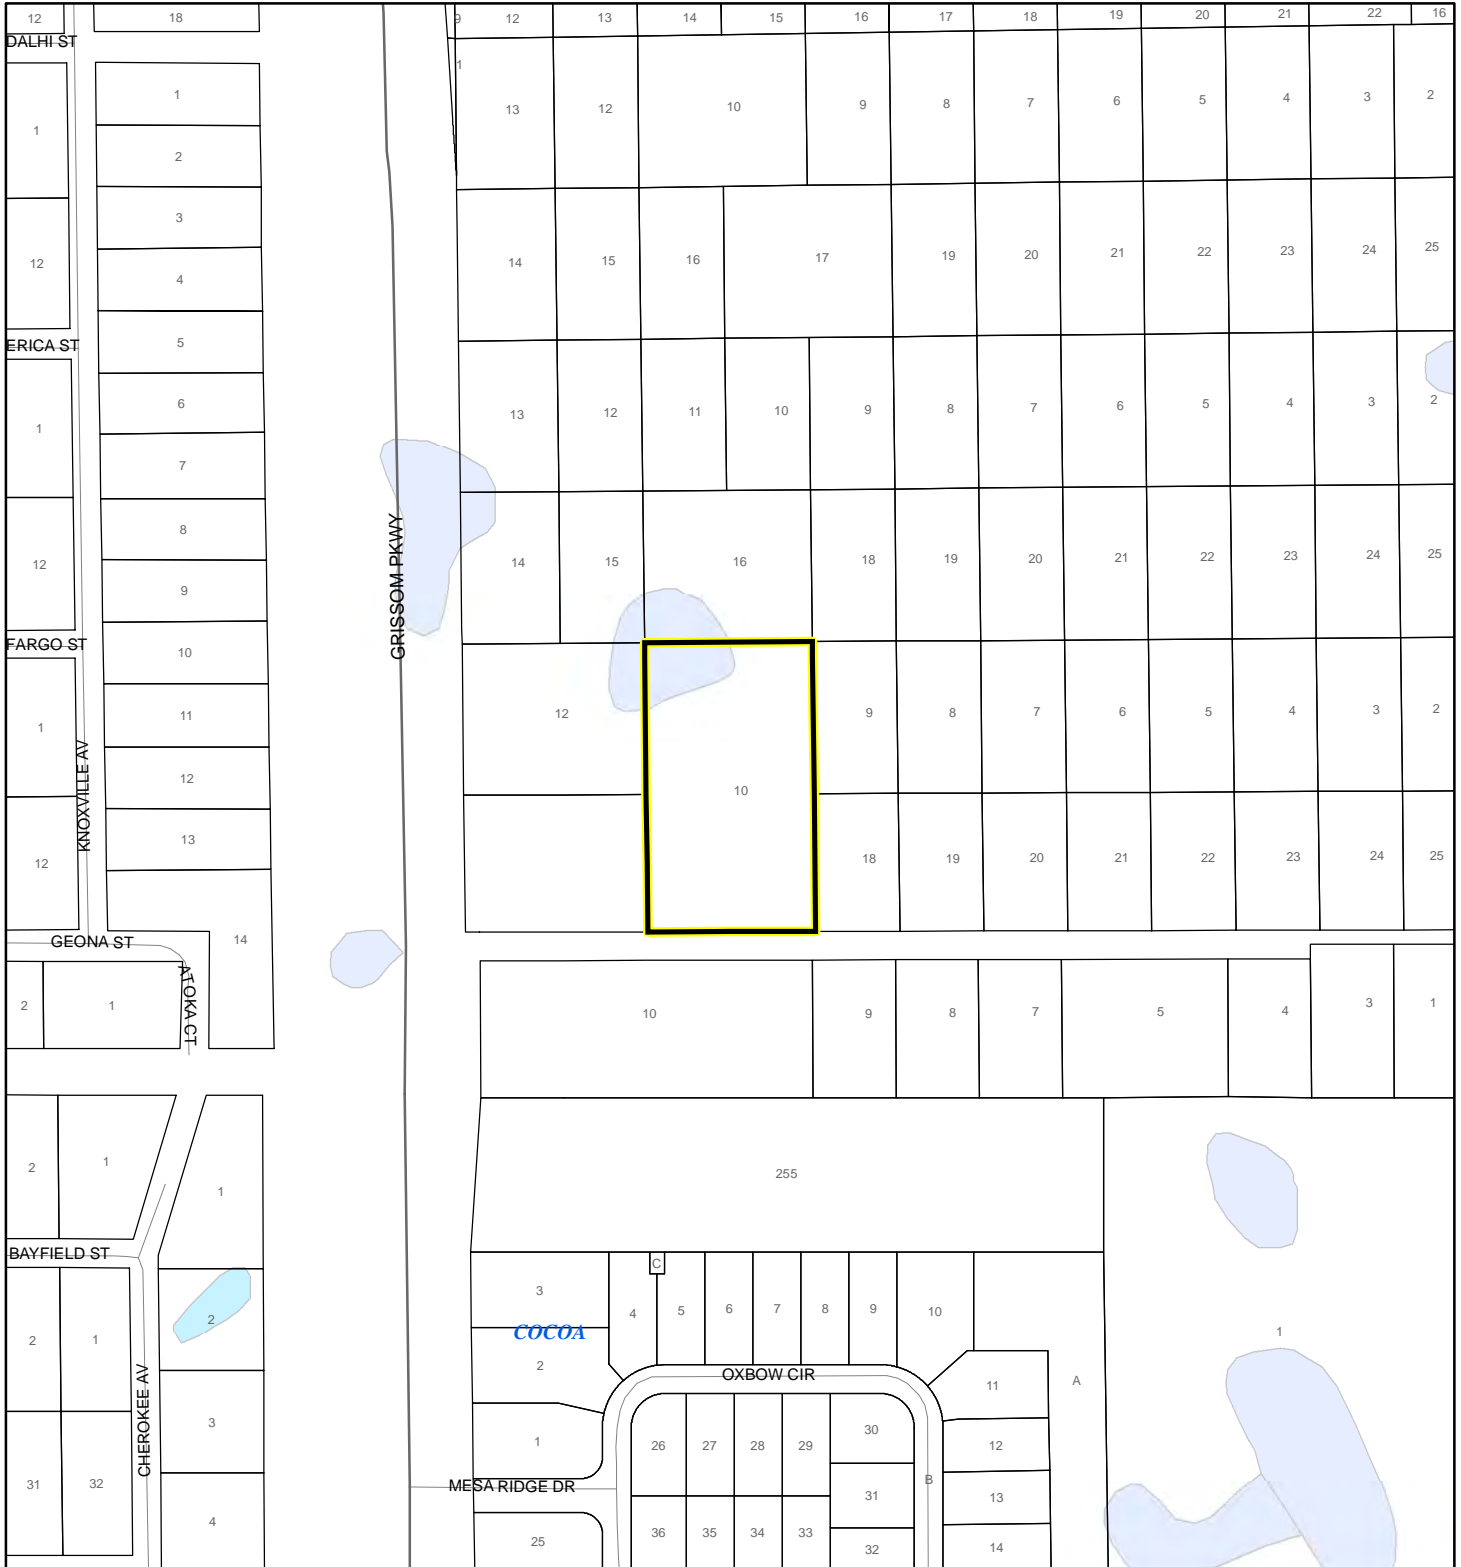 12 18 9 12 13 14 15 16 17 18 19 20 21 22 16
DALHI ST
1
1 13 12 10 9 8 7 6 5 4 3 2
1
2
3
12 4 14 15 16 17 19 20 21 22 23 24 25
ERICA ST 5
6 13 12 11 10 9 8 7 6 5 4 3 2
1
7
8
12 9 14 15 16 18 19 20 21 22 23 24 25
GRISSOM PKWY
FARGO ST 10
1 11 12 9 8 7 6 5 4 3 2
KNOXVILLE AV
12
10
13
12 18 19 20 21 22 23 24 25
GEONA ST 14
ATOKA CT
2 1 10 9 8 7 5 4 3 1
2 1 1 255
BAYFIELD ST
C
3 4 5 6 7 8 9 10
2 1 2 COCOA 1
2 OXBOW CIR 11 A
CHEROKEE AV
3 1 26 27 28 29 30 12
31 32 MESA RIDGE DR B 31 13
4 25 36 35 34 33 32 14